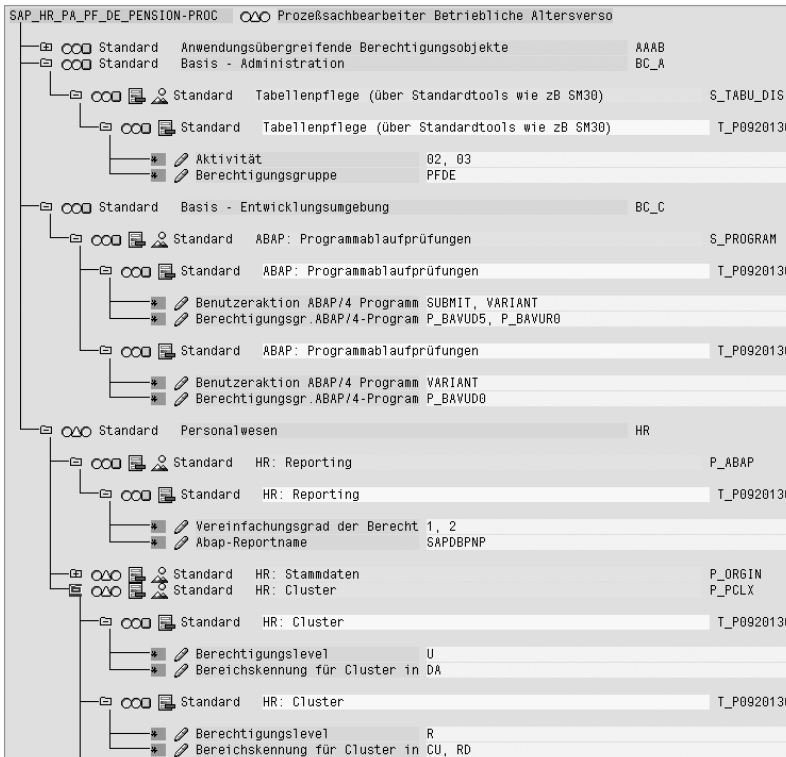 SAP_HR_PA_PF_DE_PENSION-PROC Prozeßsachbearbeiter Betriebliche Altersverso
Standard Anwendungsübergreifende Berechtigungsobjekte AAAB
Standard Basis - Administration BC_A
Standard Tabellenpflege (über Standardtools wie zB SM30) S_TABU_DIS
Standard Tabellenpflege (über Standardtools wie zB SM30) T_P0920130
Aktivität 02, 03
Berechtigungsgruppe PFDE
Standard Basis - Entwicklungsumgebung BC_C
Standard ABAP: Programmablaufprüfungen S_PROGRAM
Standard ABAP: Programmablaufprüfungen T_P0920130
Benutzeraktion ABAP/4 Programm SUBMIT, VARIANT
Berechtigungsgr.ABAP/4-Program P_BAVUD5, P_BAVUR0
Standard ABAP: Programmablaufprüfungen T_P0920130
Benutzeraktion ABAP/4 Programm VARIANT
Berechtigungsgr.ABAP/4-Program P_BAVUD0
Standard Personalwesen HR
Standard HR: Reporting P_ABAP
Standard HR: Reporting T_P0920130
Vereinfachungsgrad der Berecht 1, 2
Abap-Reportname SAPDBPNP
Standard HR: Stammdaten P_ORGIN
Standard HR: Cluster P_PCLX
Standard HR: Cluster T_P0920130
Berechtigungslevel U
Bereichskennung für Cluster in DA
Standard HR: Cluster T_P0920130
Berechtigungslevel R
Bereichskennung für Cluster in CU, RD